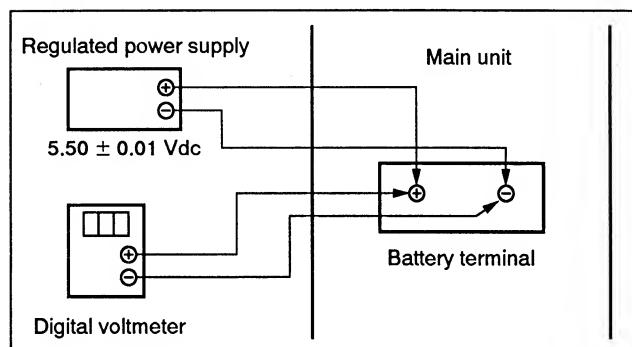 Regulated power supply
Main unit
⊕
⊖
5.50 ± 0.01 Vdc
⊕
⊖
Battery terminal
⊕
⊖
Digital voltmeter